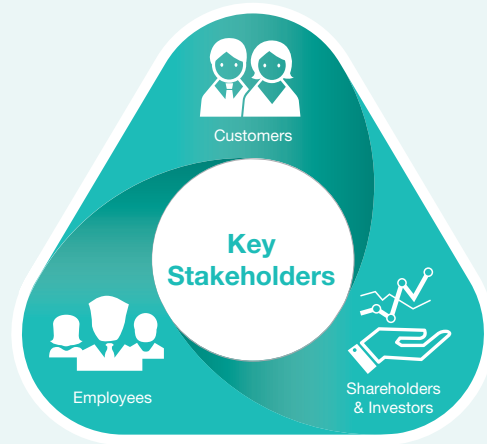 Customers
Key
Stakeholders
Employees
Shareholders
& Investors